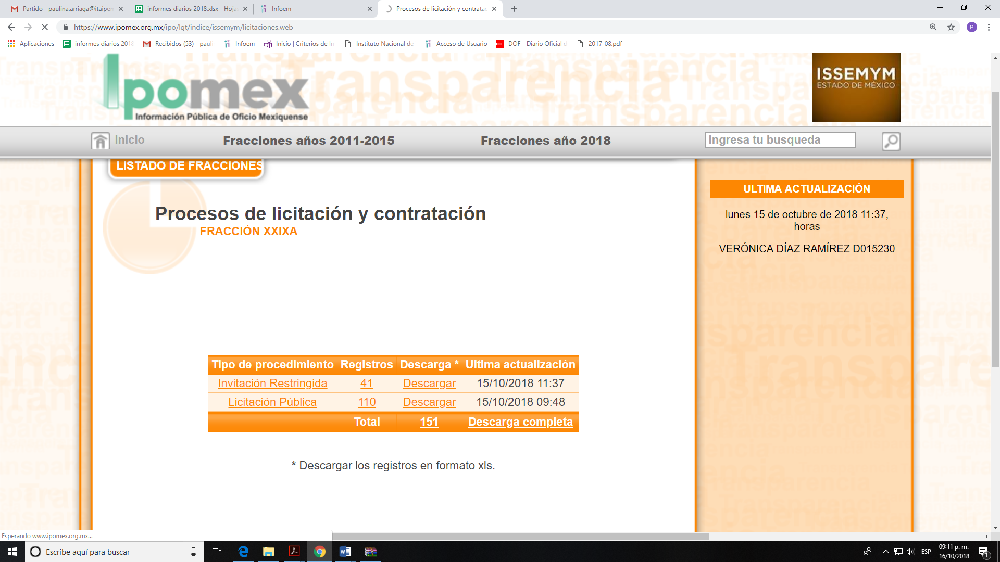 Partido - paulina.arriaga@itaipem
informes diarios 2018.xlsx - Hoja
Infoem
Procesos de licitación y contratac
https://www.ipomex.org.mx/ipo/lgt/indice/issemym/licitaciones.web
P
Aplicaciones
informes diarios 2018
Recibidos (53) - pauli
Infoem
Inicio | Criterios de In
Instituto Nacional de
Acceso de Usuario
DOF - Diario Oficial d
2017-08.pdf
Ipomex
Información Pública de Oficio Mexiquense
ISSEMYM
ESTADO DE MÉXICO
Inicio
Fracciones años 2011-2015
Fracciones año 2018
Ingresa tu busqueda
LISTADO DE FRACCIONES
ULTIMA ACTUALIZACIÓN
lunes 15 de octubre de 2018 11:37,
horas
VERÓNICA DÍAZ RAMÍREZ D015230
Procesos de licitación y contratación
FRACCIÓN XXIXA
Tipo de procedimiento Registros Descarga * Ultima actualización
Invitación Restringida 41 Descargar 15/10/2018 11:37
Licitación Pública 110 Descargar 15/10/2018 09:48
Total 151 Descarga completa
* Descargar los registros en formato xls.
Esperando www.ipomex.org.mx...
Escribe aquí para buscar
ESP
09:11 p. m.
16/10/2018
1